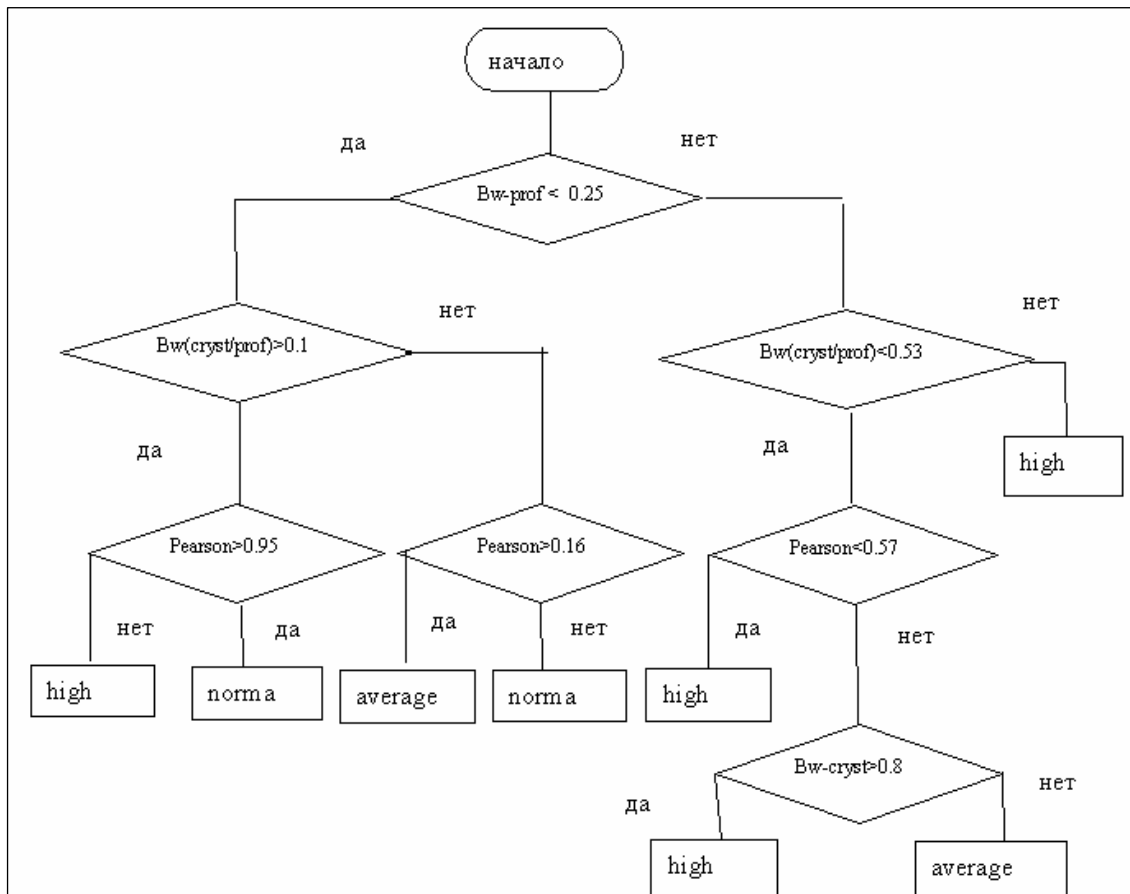 начало
да
нет
Bw-prof < 0.25
нет
нет
Bw(cryst/prof)>0.1
Bw(cryst/prof)<0.53
да
да
high
Pearson>0.95
Pearson>0.16
Pearson<0.57
нет
да
да
нет
да
нет
high
norma
average
norma
high
Bw-cryst>0.8
да
нет
high
average